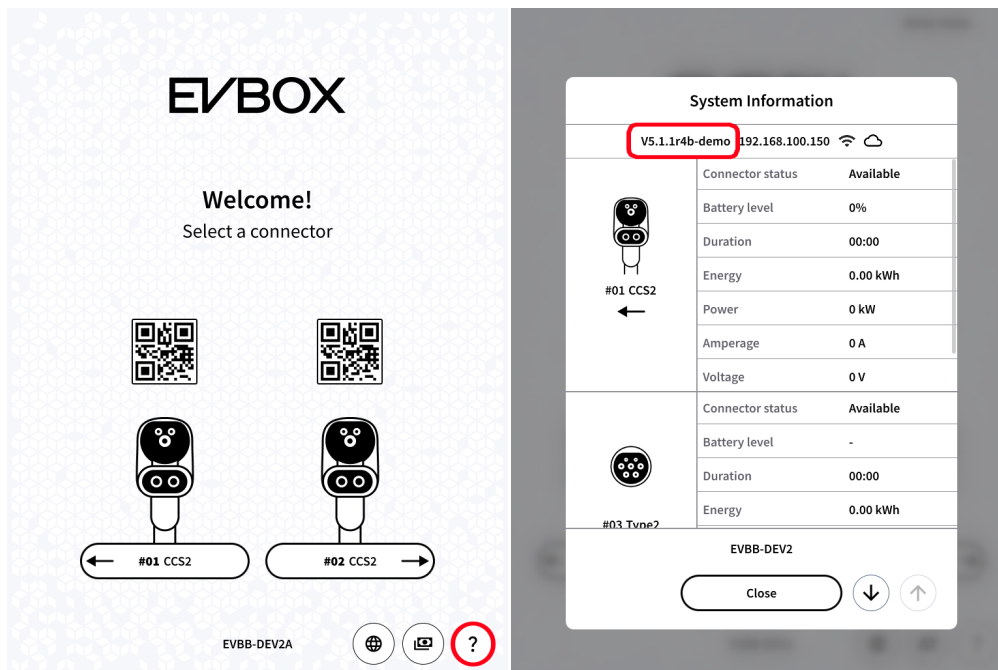 EVBOX
Welcome!
Select a connector
#01 CCS2
#02 CCS2
EVBB-DEV2A
?
System Information
V5.1.1r4b-demo 192.168.100.150
Connector status Available
Battery level 0%
Duration 00:00
Energy 0.00 kWh
#01 CCS2
Power 0 kW
Amperage 0 A
Voltage 0 V
Connector status Available
Battery level -
Duration 00:00
Energy 0.00 kWh
#03 Type2
EVBB-DEV2
Close